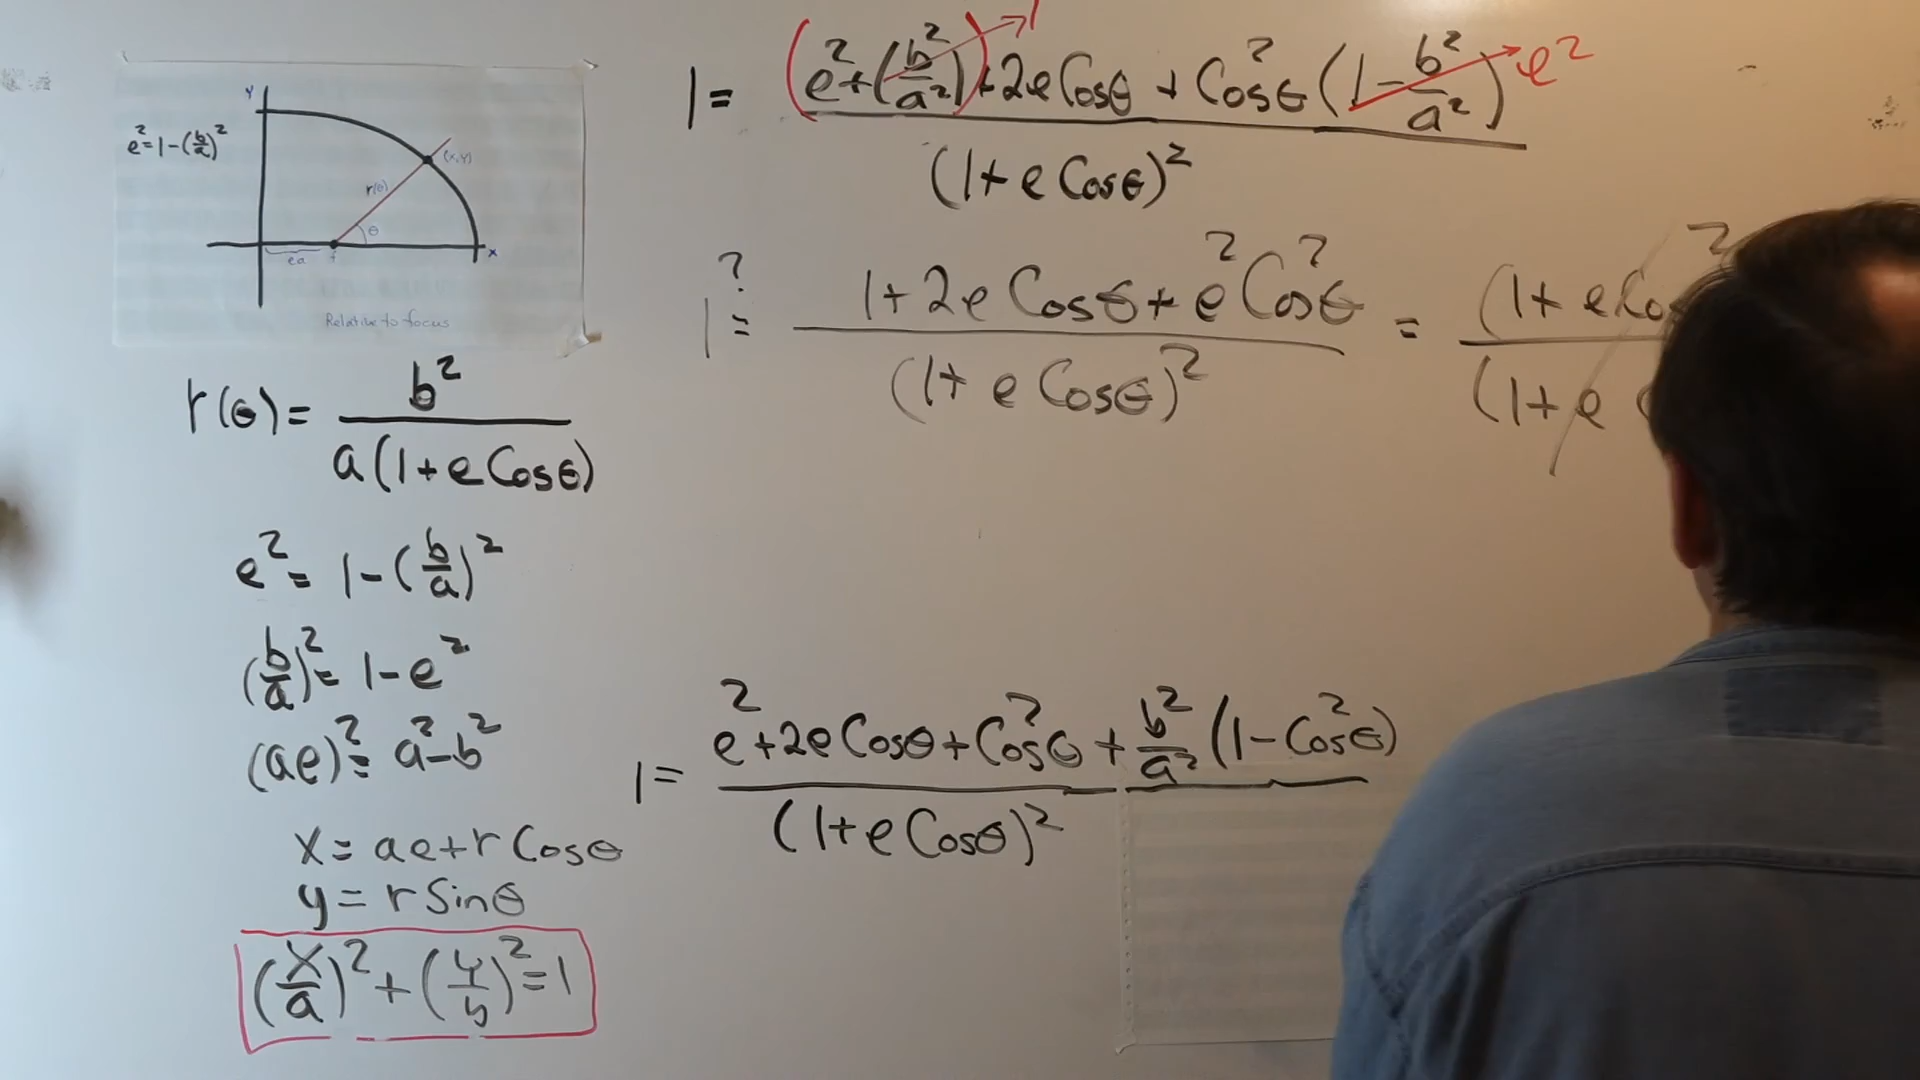 Y
e² = 1-(b/a)²
(x,y)
r(θ)
θ
ea f x
Relative to focus
r(θ) = b² / a(1+e Cosθ)
e² = 1-(b/a)²
(b/a)² = 1-e²
(ae)² = a²-b²
x = ae+r Cosθ
y = r Sinθ
(x/a)² + (y/b)² = 1
1 = (e²+(b²/a²))+2e Cosθ + Cos²θ (1-b²/a²) / (1+e Cosθ)²
1
e²
1 ?= 1+2e Cosθ+e² Cos²θ / (1+e Cosθ)² = (1+e Co ² / (1+e
1 = e²+2e Cosθ+Cos²θ + b²/a² (1-Cos²θ) / (1+e Cosθ)²